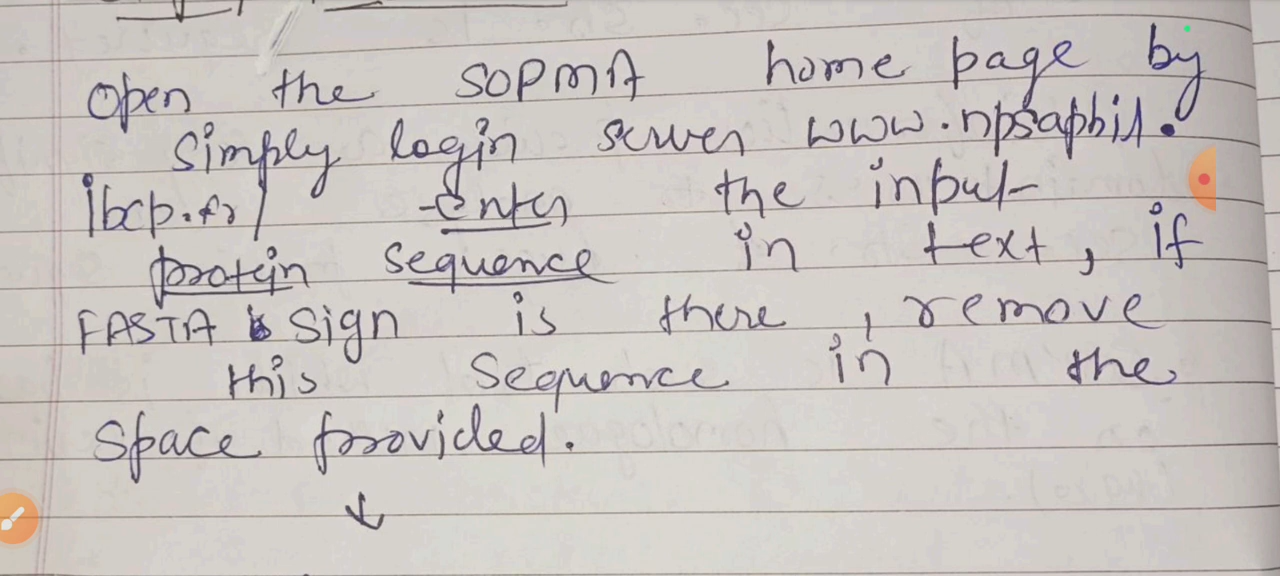 Open the SOPMA home page by
simply login server www.npsapbil.
ibcp.fr/ enter the input
protein sequence in text, if
FASTA sign is there, remove
this sequence in the
space provided.
↓